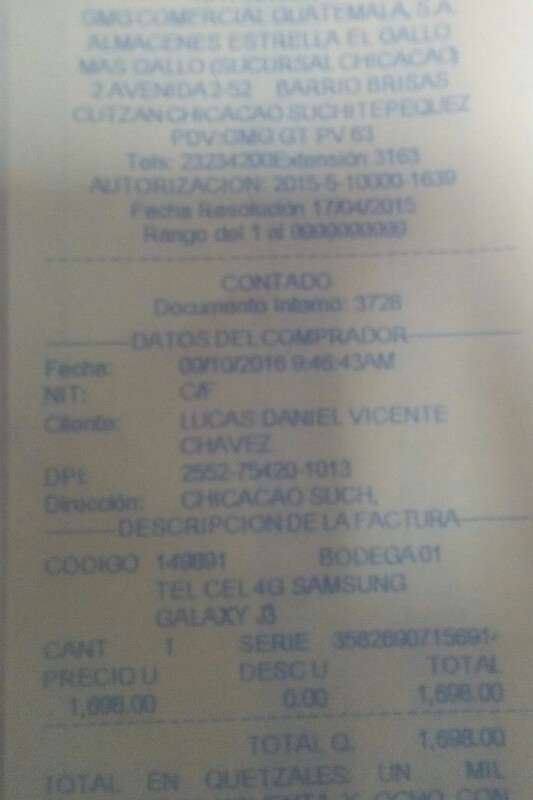 GMG COMERCIAL GUATEMALA, S.A
ALMACENES ESTRELLA EL GALLO
MAS GALLO (SUCURSAL CHICACAO)
2 AVENIDA 2-52 BARRIO BRISAS
CUTZAN CHICACAO SUCHITEPEQUEZ
PDV:GMG GT PV 63
Tels: 23234200Extensión 3163
AUTORIZACION: 2015-5-10000-1639
Fecha Resolución 17/04/2015
Rango del 1 al 9999999999
CONTADO
Documento Interno: 3728
DATOS DEL COMPRADOR
Fecha: 09/10/2016 9:46:43AM
NIT: C/F
Cliente: LUCAS DANIEL VICENTE
CHAVEZ
DPI: 2552-75420-1013
Dirección: CHICACAO SUCH,
DESCRIPCION DE LA FACTURA
CODIGO 149891 BODEGA 01
TEL CEL 4G SAMSUNG
GALAXY J3
CANT 1 SERIE
PRECIO U DESC U TOTAL
1,698.00 0.00 1,698.00
TOTAL Q. 1,698.00
TOTAL EN QUETZALES: UN MIL
Y OCHO CON